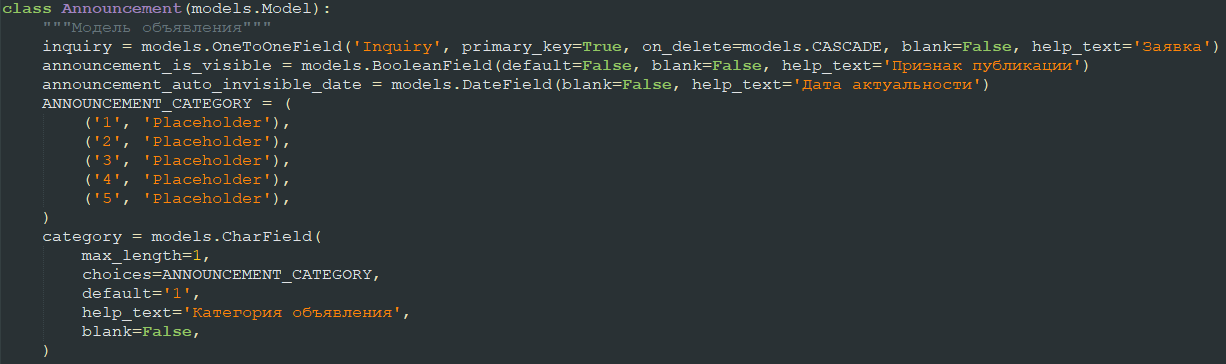 class Announcement(models.Model):
    """Модель объявления"""
    inquiry = models.OneToOneField('Inquiry', primary_key=True, on_delete=models.CASCADE, blank=False, help_text='Заявка')
    announcement_is_visible = models.BooleanField(default=False, blank=False, help_text='Признак публикации')
    announcement_auto_invisible_date = models.DateField(blank=False, help_text='Дата актуальности')
    ANNOUNCEMENT_CATEGORY = (
        ('1', 'Placeholder'),
        ('2', 'Placeholder'),
        ('3', 'Placeholder'),
        ('4', 'Placeholder'),
        ('5', 'Placeholder'),
    )
    category = models.CharField(
        max_length=1,
        choices=ANNOUNCEMENT_CATEGORY,
        default='1',
        help_text='Категория объявления',
        blank=False,
    )